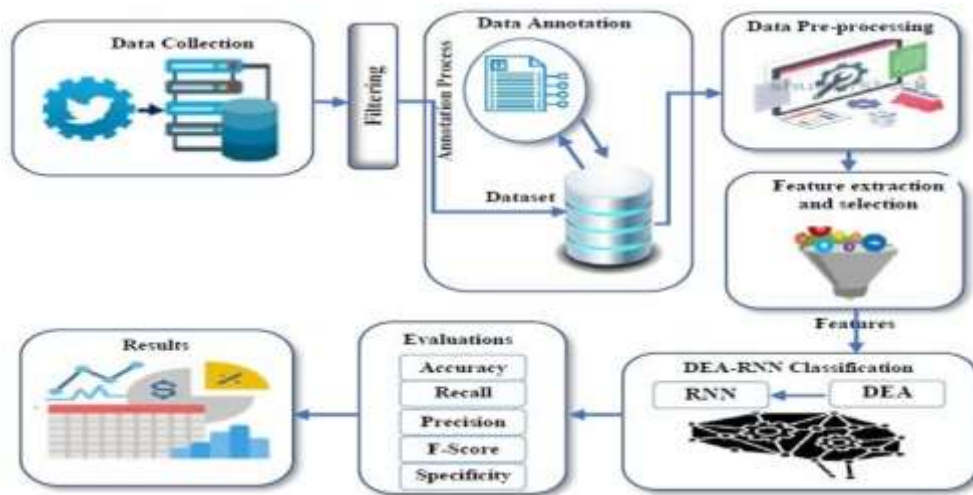 Data Collection
Filtering
Data Annotation
Annotation Process
Dataset
Data Pre-processing
Feature extraction
and selection
Features
DEA-RNN Classification
RNN
DEA
Evaluations
Accuracy
Recall
Precision
F-Score
Specificity
Results